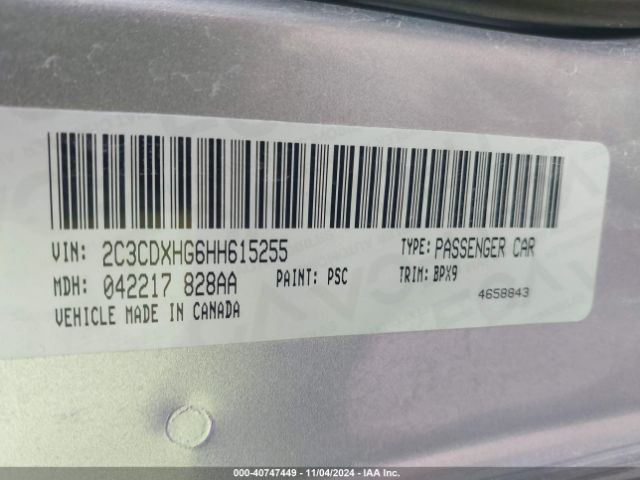 VIN: 2C3CDXHG6HH615255 TYPE: PASSENGER CAR
MDH: 042217 828AA PAINT: PSC TRIM: BPX9
VEHICLE MADE IN CANADA 4658843
000-40747449 - 11/04/2024 - IAA Inc.